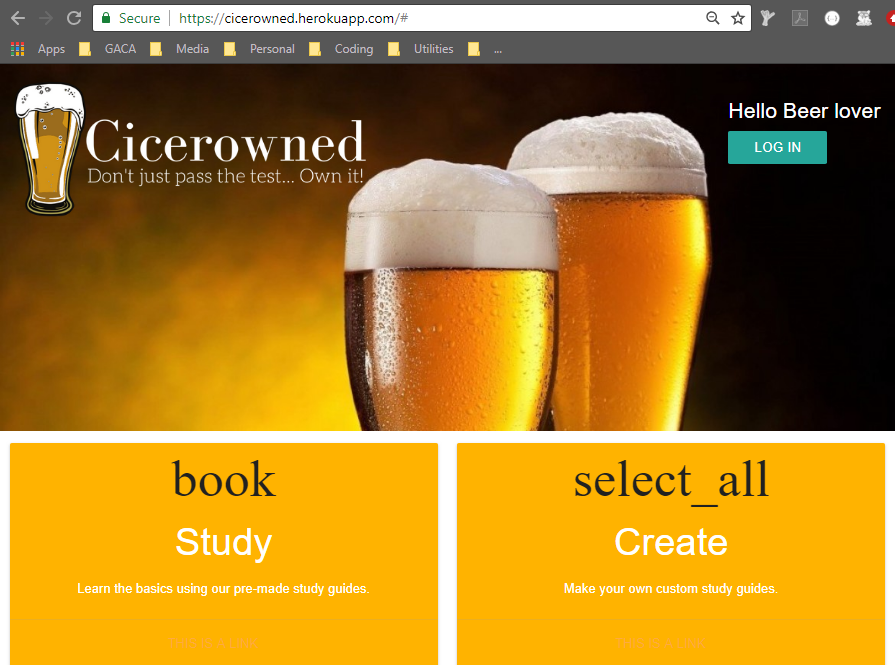 Secure https://cicerowned.herokuapp.com/#
Apps GACA Media Personal Coding Utilities ...
Hello Beer lover
LOG IN
Cicerowned
Don't just pass the test... Own it!
book
Study
Learn the basics using our pre-made study guides.
select_all
Create
Make your own custom study guides.